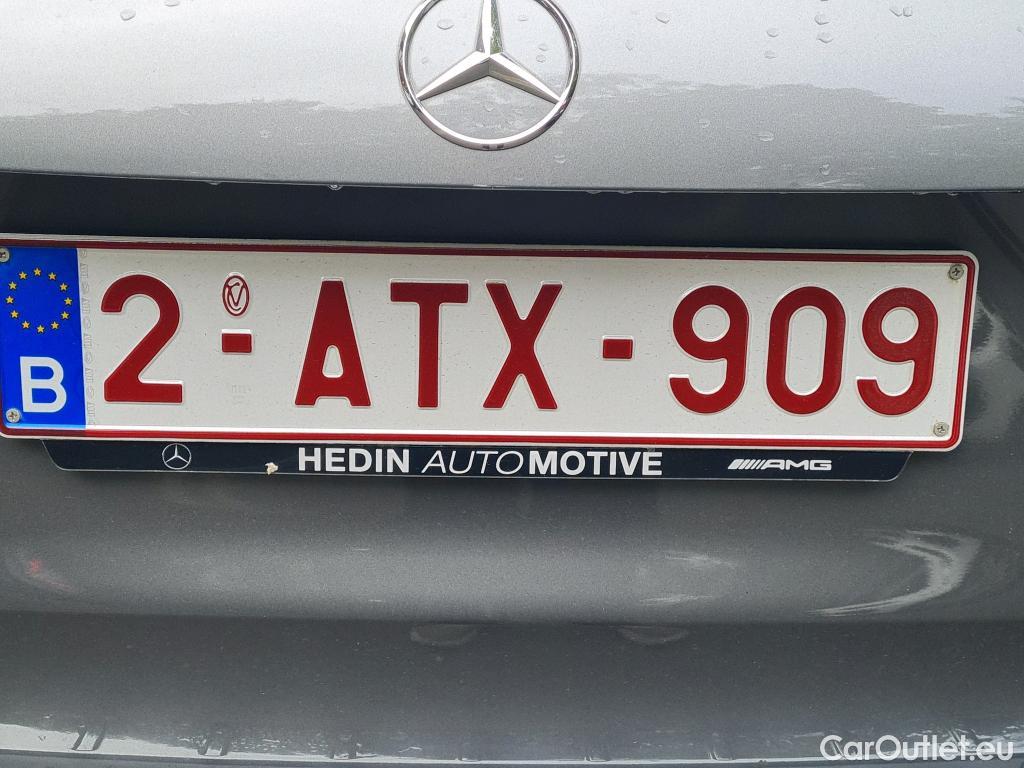 B 2-ATX-909
HEDIN AUTOMOTIVE AMG
CarOutlet.eu